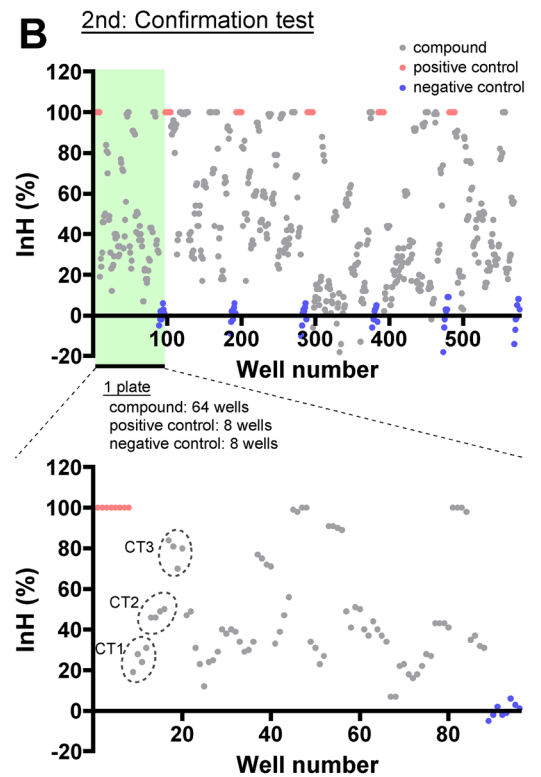 B
2nd: Confirmation test
compound
positive control
negative control
InH (%)
120
100
80
60
40
20
0
-20
100 200 300 400 500
Well number
1 plate
compound: 64 wells
positive control: 8 wells
negative control: 8 wells
InH (%)
120
100
80
60
40
20
0
-20
CT3
CT2
CT1
20 40 60 80
Well number